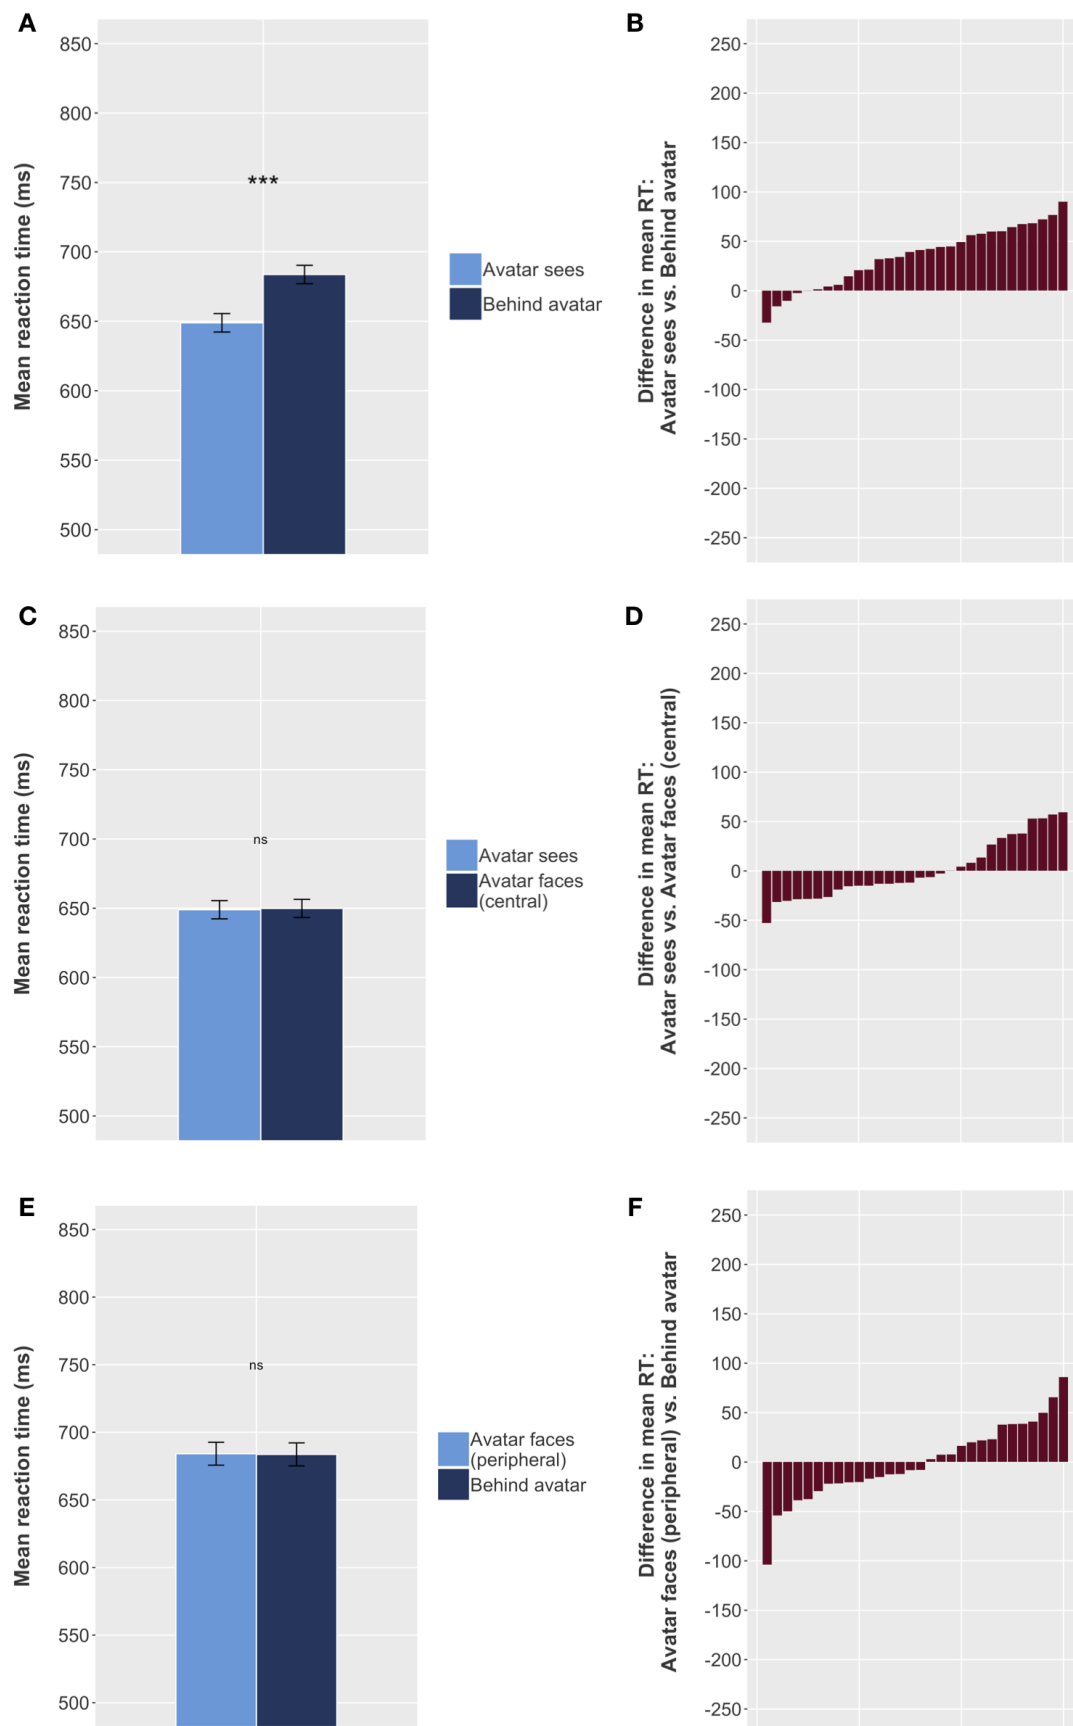 A
Mean reaction time (ms)
850
800
750
700
650
600
550
500
***
Avatar sees
Behind avatar
B
Difference in mean RT:
Avatar sees vs. Behind avatar
250
200
150
100
50
0
-50
-100
-150
-200
-250
C
Mean reaction time (ms)
850
800
750
700
650
600
550
500
ns
Avatar sees
Avatar faces
(central)
D
Difference in mean RT:
Avatar sees vs. Avatar faces (central)
250
200
150
100
50
0
-50
-100
-150
-200
-250
E
Mean reaction time (ms)
850
800
750
700
650
600
550
500
ns
Avatar faces
(peripheral)
Behind avatar
F
Difference in mean RT:
Avatar faces (peripheral) vs. Behind avatar
250
200
150
100
50
0
-50
-100
-150
-200
-250